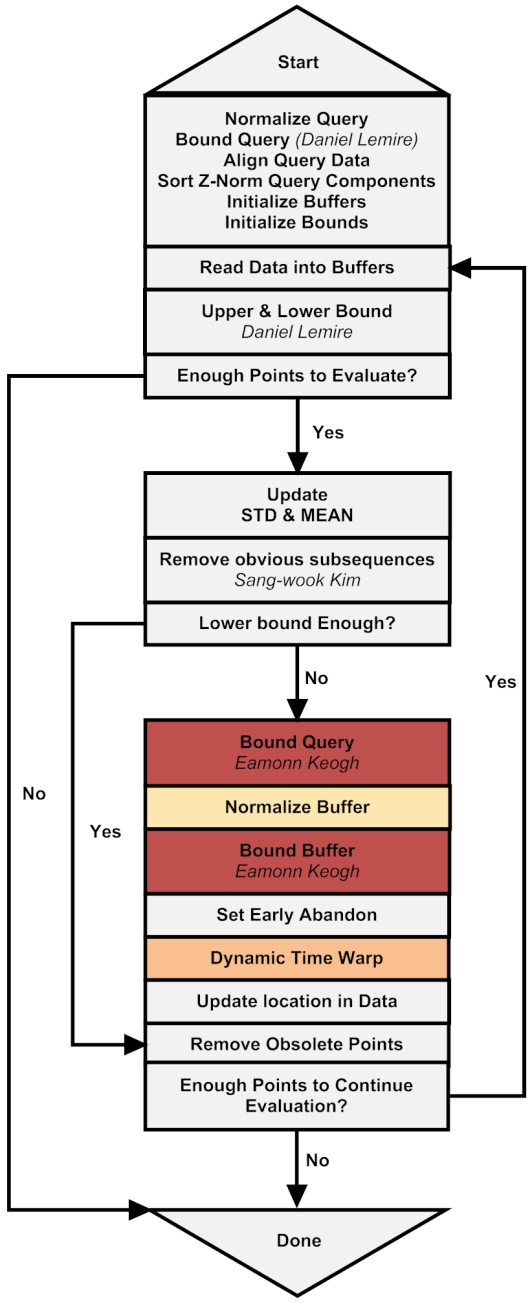 Start
Normalize Query
Bound Query (Daniel Lemire)
Align Query Data
Sort Z-Norm Query Components
Initialize Buffers
Initialize Bounds
Read Data into Buffers
Upper & Lower Bound
Daniel Lemire
Enough Points to Evaluate?
Yes
Update
STD & MEAN
Remove obvious subsequences
Sang-wook Kim
Lower bound Enough?
No
Yes
Bound Query
Eamonn Keogh
Normalize Buffer
No
Yes
Bound Buffer
Eamonn Keogh
Set Early Abandon
Dynamic Time Warp
Update location in Data
Remove Obsolete Points
Enough Points to Continue
Evaluation?
No
Done